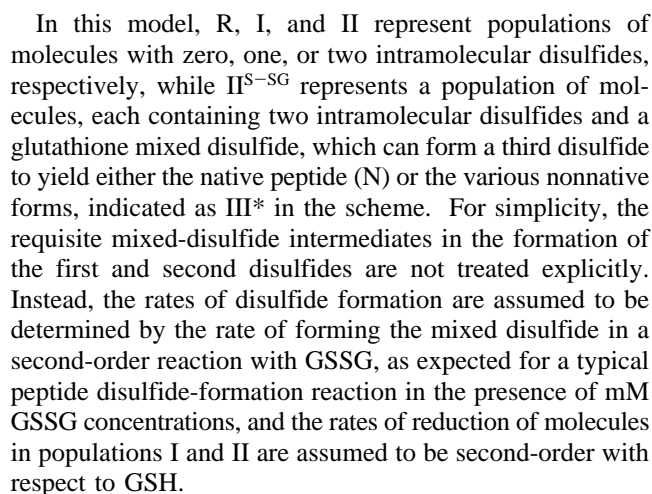 In this model, R, I, and II represent populations of
molecules with zero, one, or two intramolecular disulfides,
respectively, while II^S−SG represents a population of mol-
ecules, each containing two intramolecular disulfides and a
glutathione mixed disulfide, which can form a third disulfide
to yield either the native peptide (N) or the various nonnative
forms, indicated as III* in the scheme. For simplicity, the
requisite mixed-disulfide intermediates in the formation of
the first and second disulfides are not treated explicitly.
Instead, the rates of disulfide formation are assumed to be
determined by the rate of forming the mixed disulfide in a
second-order reaction with GSSG, as expected for a typical
peptide disulfide-formation reaction in the presence of mM
GSSG concentrations, and the rates of reduction of molecules
in populations I and II are assumed to be second-order with
respect to GSH.